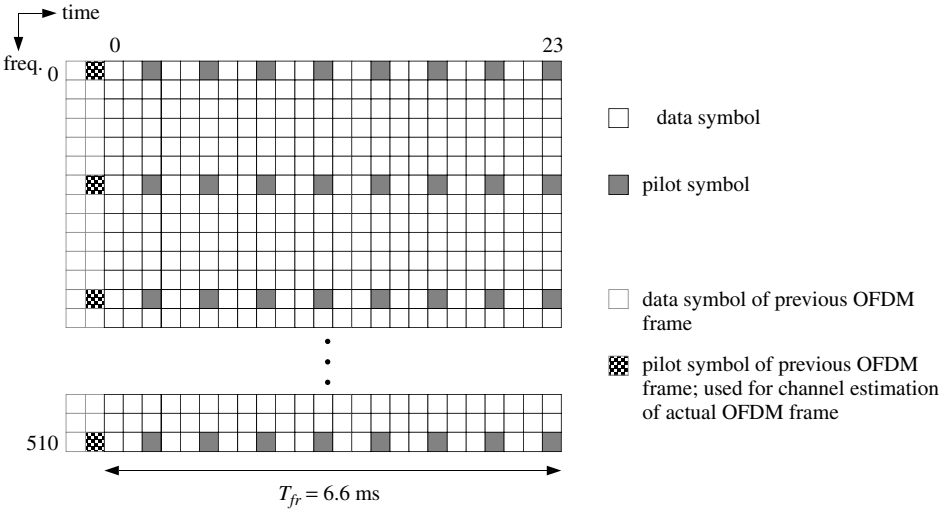 time
0 23
freq. 0
data symbol
pilot symbol
data symbol of previous OFDM
frame
pilot symbol of previous OFDM
frame; used for channel estimation
of actual OFDM frame
510
T_fr = 6.6 ms